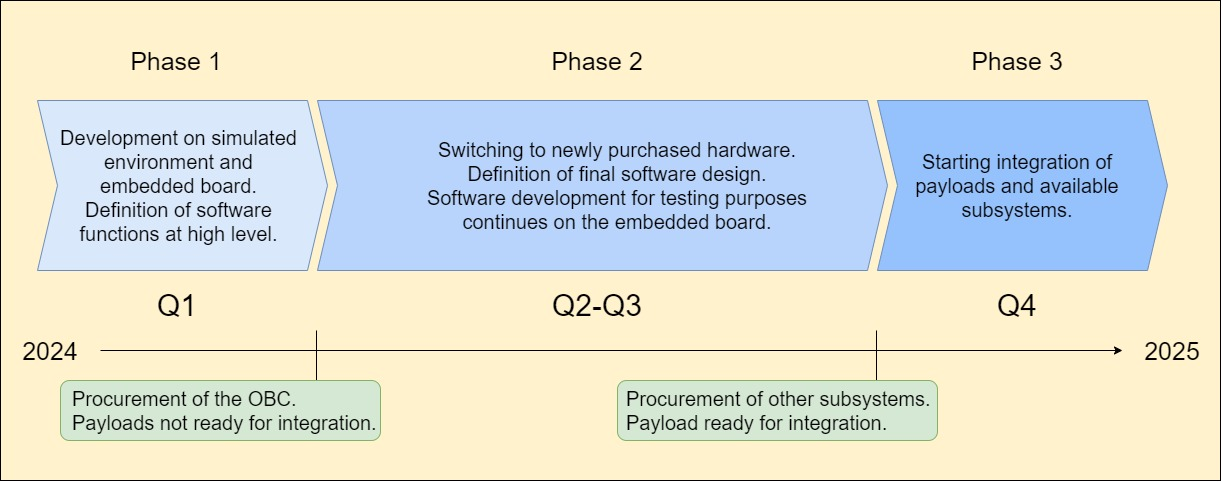 Phase 1
Phase 2
Phase 3
Development on simulated
environment and
embedded board.
Definition of software
functions at high level.
Switching to newly purchased hardware.
Definition of final software design.
Software development for testing purposes
continues on the embedded board.
Starting integration of
payloads and available
subsystems.
Q1
Q2-Q3
Q4
2024
2025
Procurement of the OBC.
Payloads not ready for integration.
Procurement of other subsystems.
Payload ready for integration.